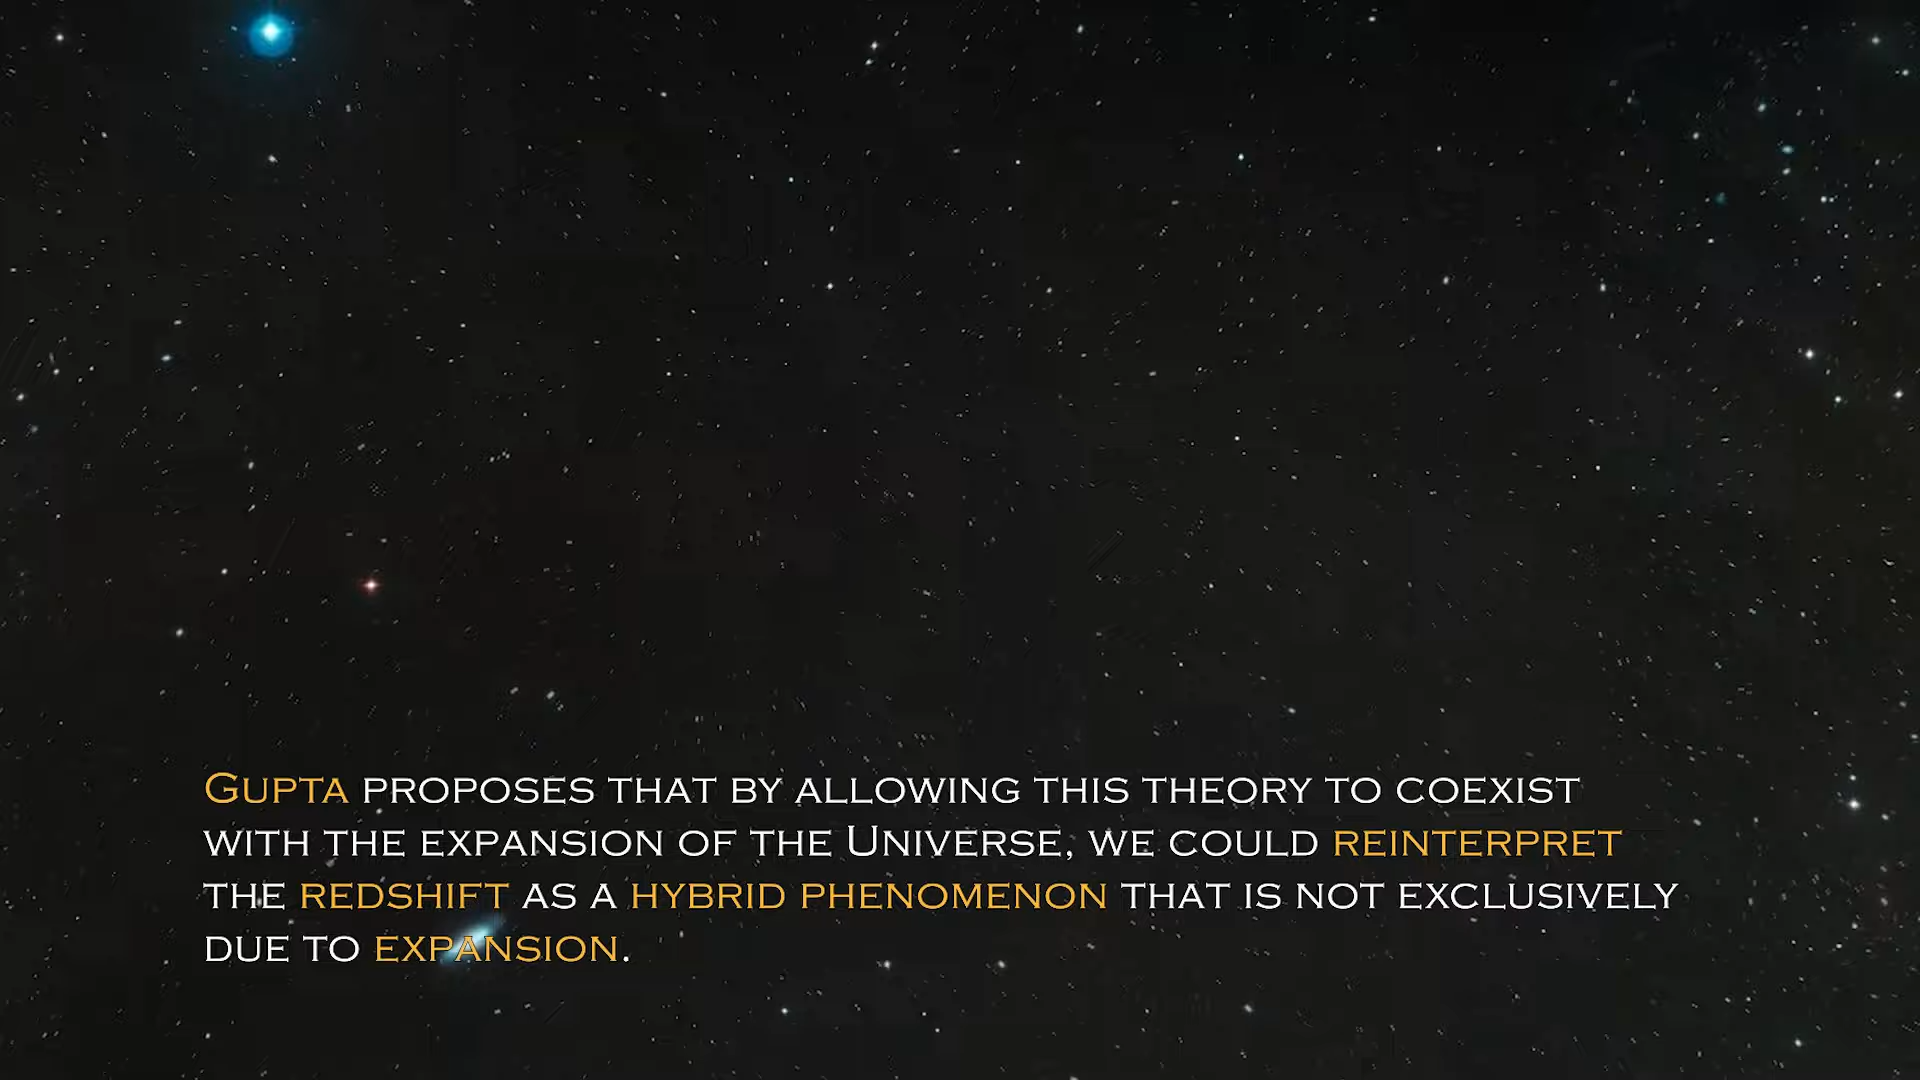 Gupta proposes that by allowing this theory to coexist
with the expansion of the Universe, we could reinterpret
the redshift as a hybrid phenomenon that is not exclusively
due to expansion.